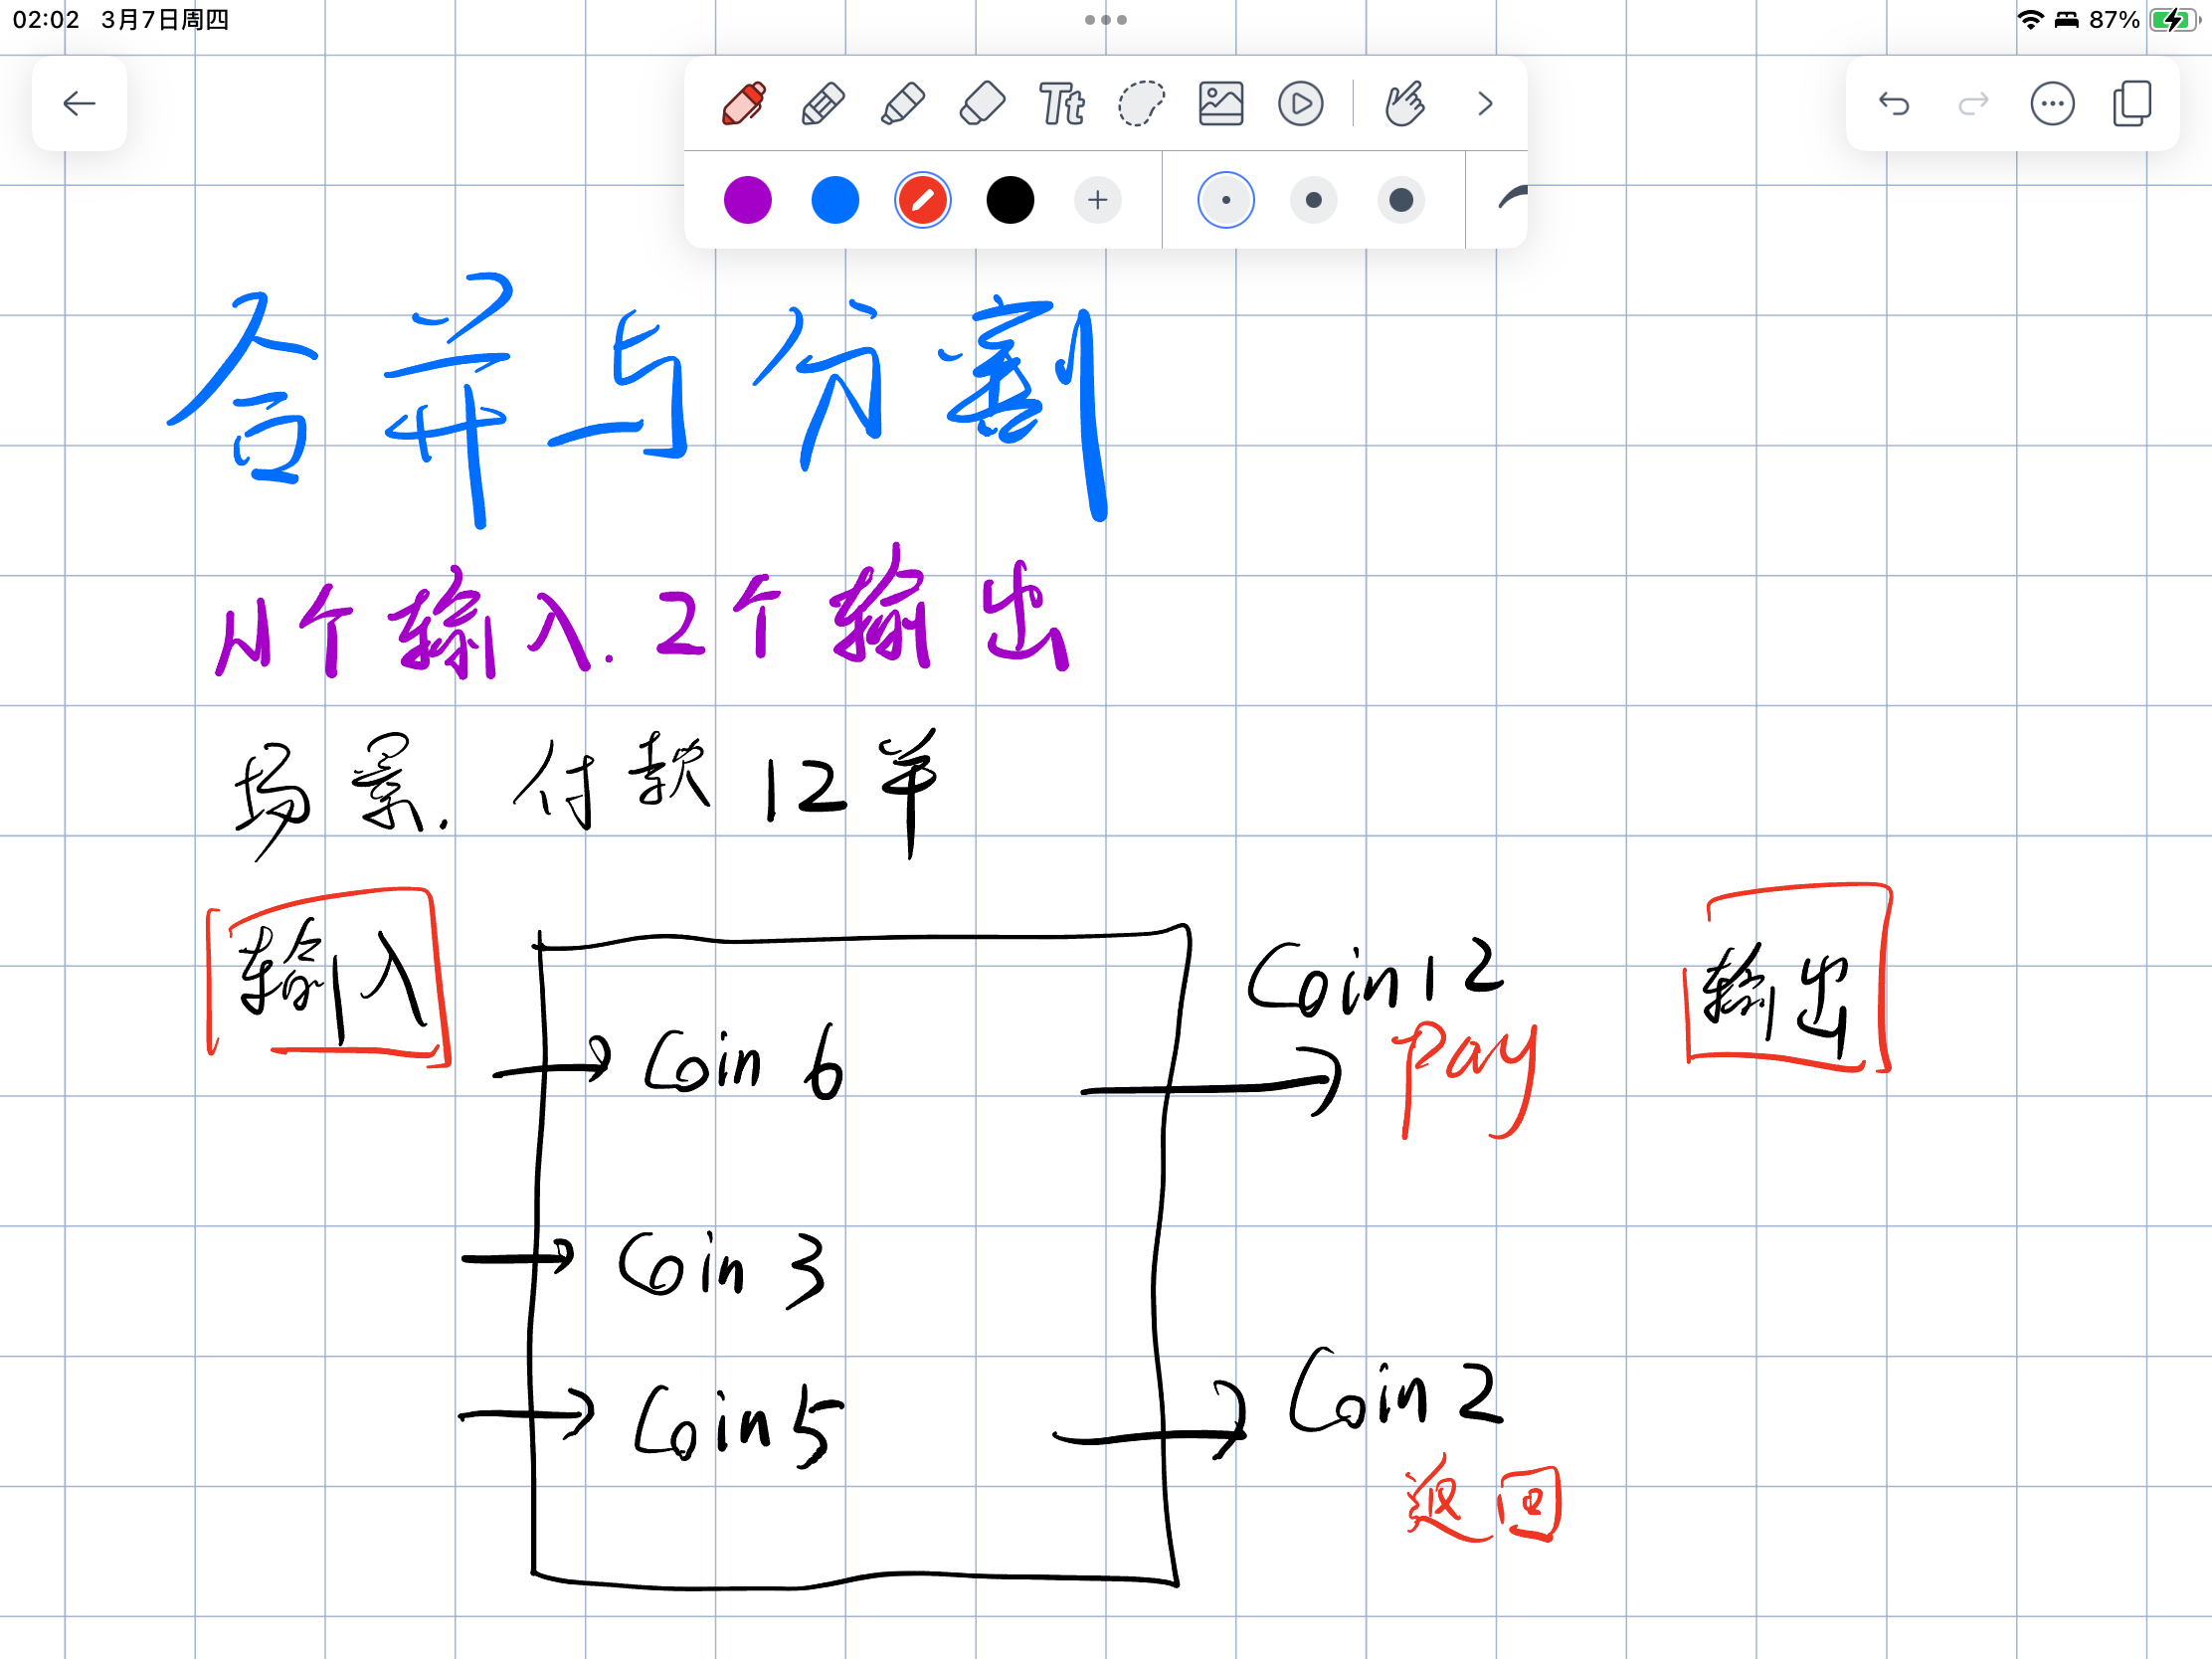 02:02 3月7日周四
87%
Tt
合并与分割
N个输入.2个输出
场景.付款12羊
输入
Coin 12
输出
Coin 6
Pay
Coin 3
Coin 5
Coin 2
返回